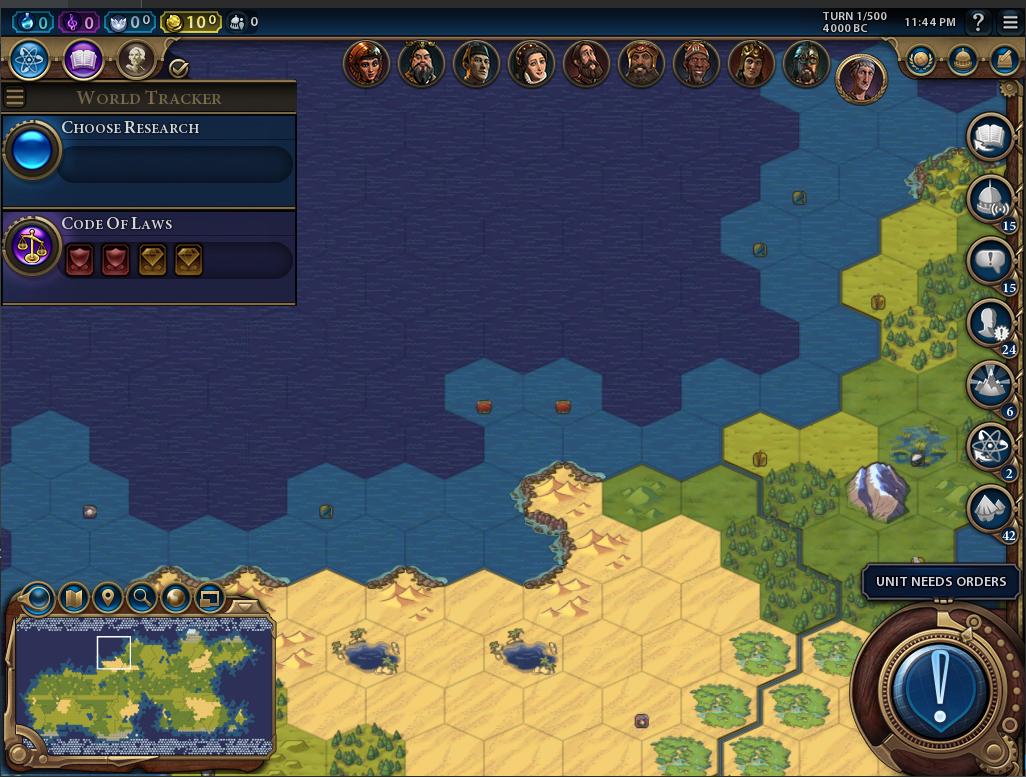 0 0 0 0 10 0 0
TURN 1/500
4000 BC
11:44 PM
?
WORLD TRACKER
CHOOSE RESEARCH
CODE OF LAWS
15
15
24
6
2
42
UNIT NEEDS ORDERS